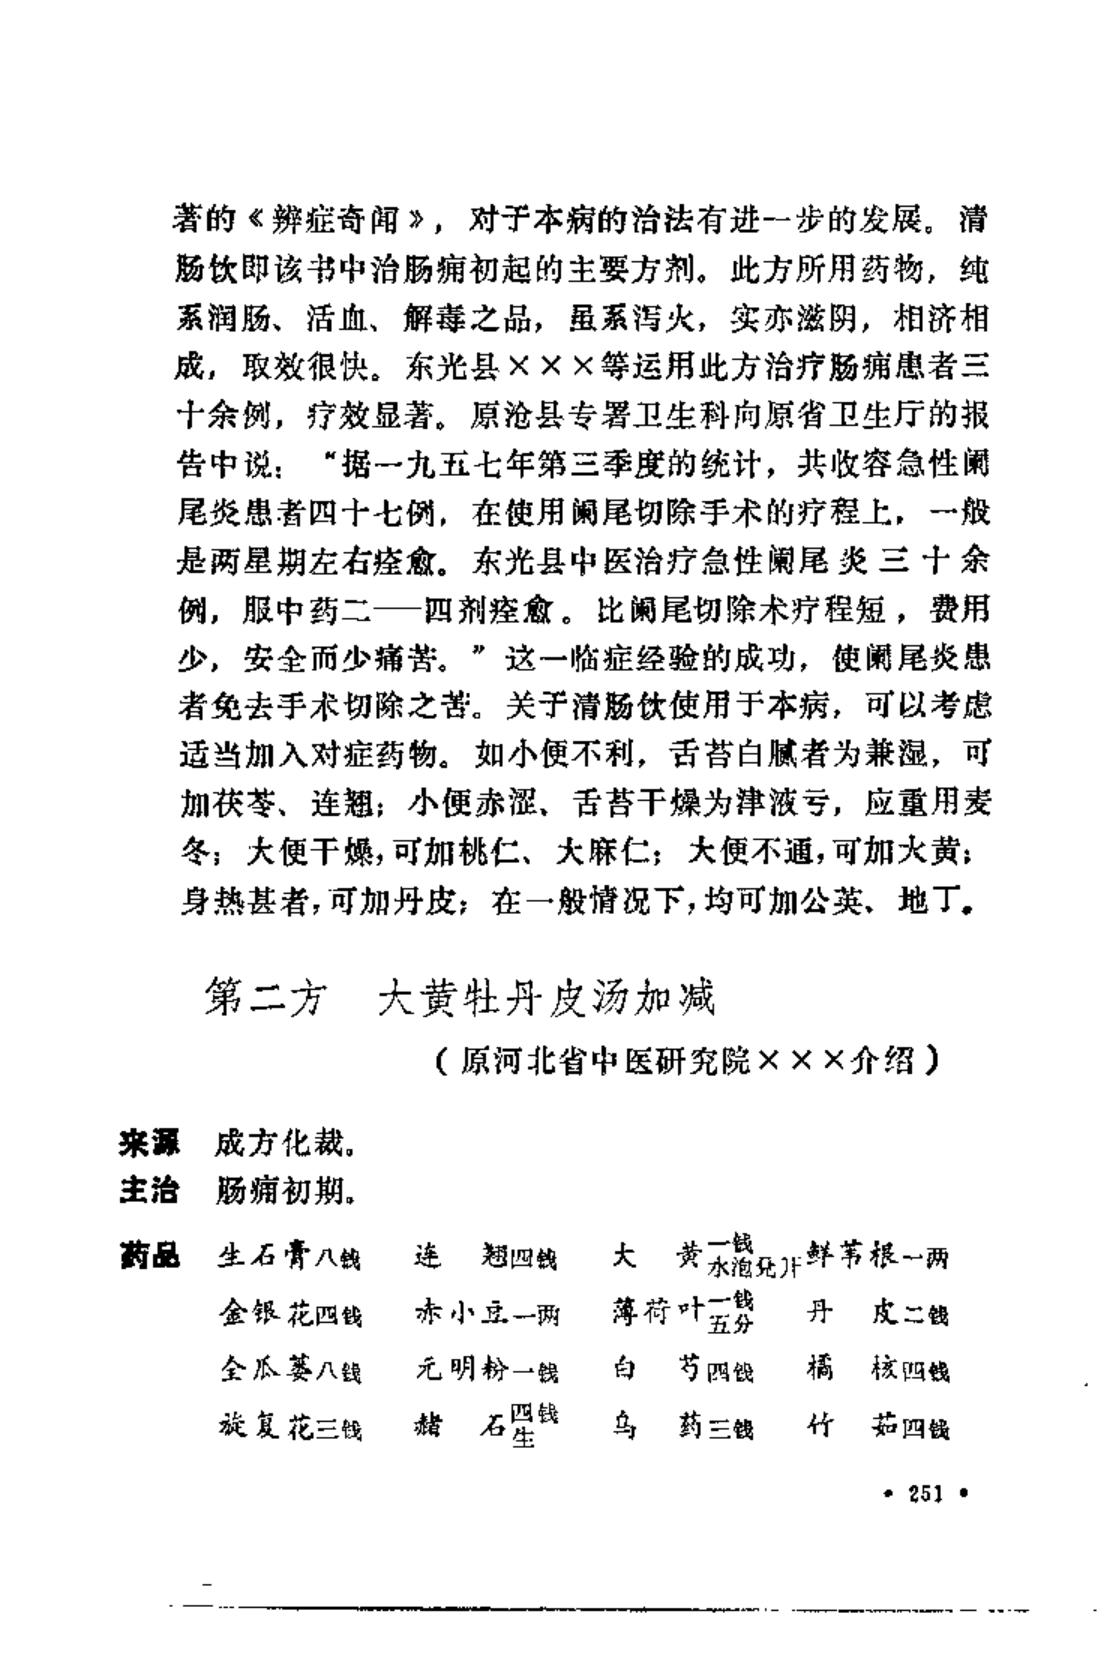 著的《辨症奇闻》，对于本病的治法有进一步的发展。清
肠饮即该书中治肠痈初起的主要方剂。此方所用药物，纯
系润肠、活血、解毒之品，虽系泻火，实亦滋阴，相济相
成，取效很快。东光县×××等运用此方治疗肠痈患者三
十余例，疗效显著。原沧县专署卫生科向原省卫生厅的报
告中说：“据一九五七年第三季度的统计，共收容急性阑
尾炎患者四十七例，在使用阑尾切除手术的疗程上，一般
是两星期左右痊愈。东光县中医治疗急性阑尾炎三十余
例，服中药二——四剂痊愈。比阑尾切除术疗程短，费用
少，安全而少痛苦。”这一临症经验的成功，使阑尾炎患
者免去手术切除之苦。关于清肠饮使用于本病，可以考虑
适当加入对症药物。如小便不利，舌苔白腻者为兼湿，可
加茯苓、连翘；小便赤涩、舌苔干燥为津液亏，应重用麦
冬；大便干燥，可加桃仁、大麻仁；大便不通，可加大黄；
身热甚者，可加丹皮；在一般情况下，均可加公英、地丁。
第二方 大黄牡丹皮汤加减
（原河北省中医研究院×××介绍）
来源 成方化裁。
主治 肠痈初期。
药品 生石膏八钱 连翘四钱 大黄一钱水泡兑 鲜苇根一两
金银花四钱 赤小豆一两 薄荷叶一钱五分 丹皮二钱
全瓜蒌八钱 元明粉一钱 白芍四钱 橘核四钱
旋复花三钱 赭石四钱生 乌药三钱 竹茹四钱
• 251 •